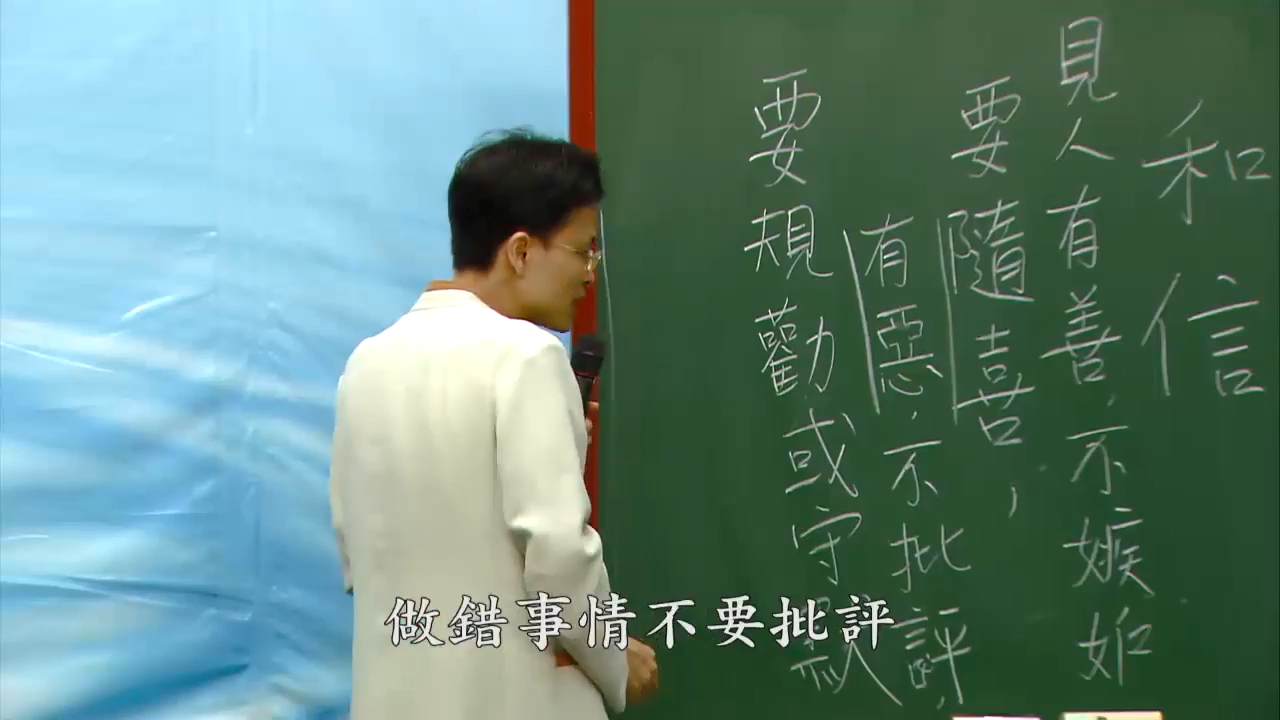 和信
見人有善，不嫉妒
要隨喜，
有惡，不批評
要規勸或守默
做錯事情不要批評